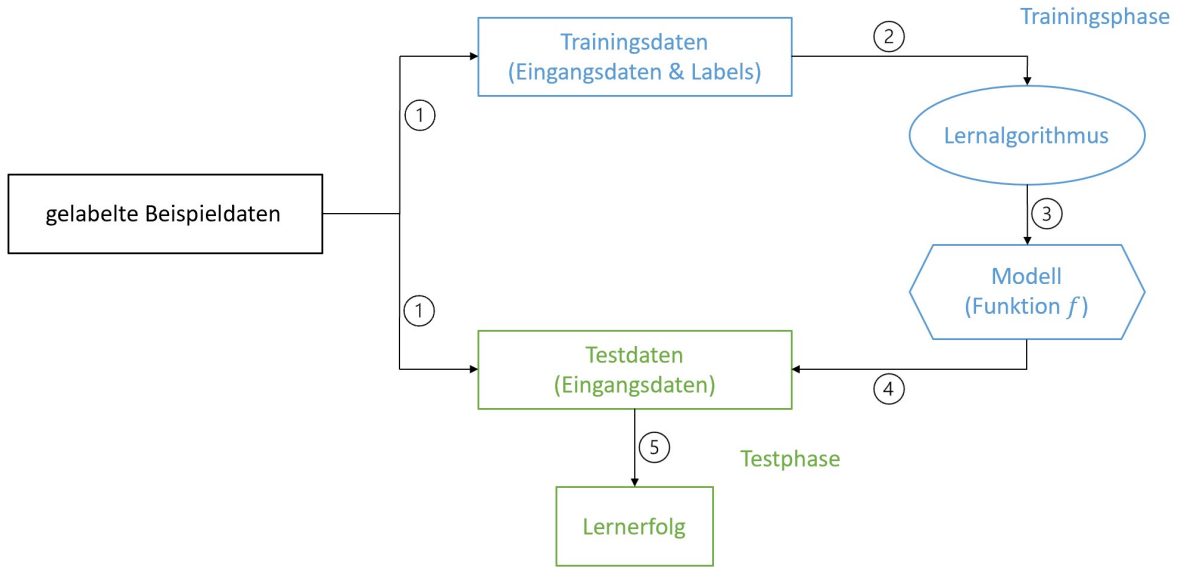 Trainingsphase
Trainingsdaten
(Eingangsdaten & Labels)
2
1
Lernalgorithmus
gelabelte Beispieldaten
3
Modell
(Funktion f)
1
Testdaten
(Eingangsdaten)
4
5
Testphase
Lernerfolg